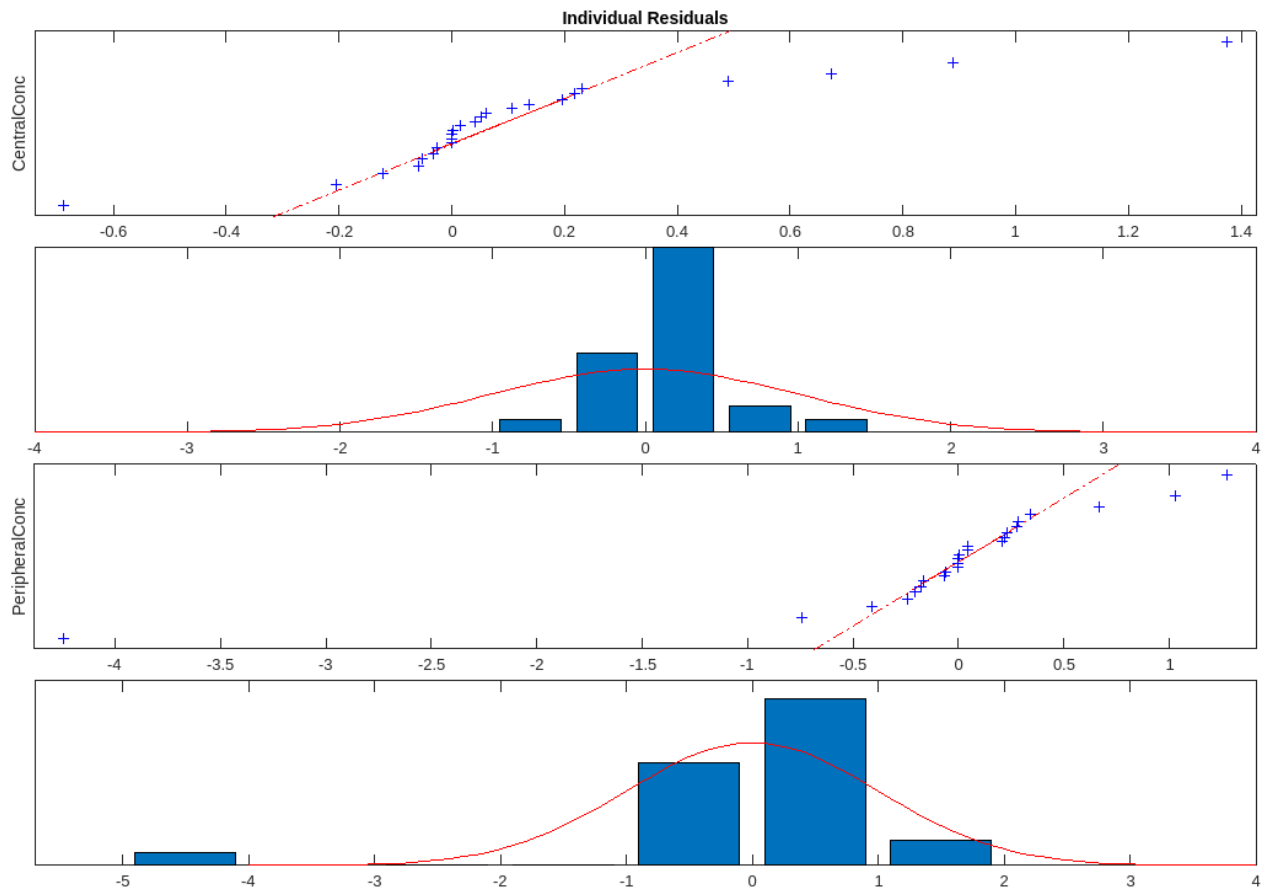 Individual Residuals
CentralConc
-0.6 -0.4 -0.2 0 0.2 0.4 0.6 0.8 1 1.2 1.4
-4 -3 -2 -1 0 1 2 3 4
PeripheralConc
-4 -3.5 -3 -2.5 -2 -1.5 -1 -0.5 0 0.5 1
-5 -4 -3 -2 -1 0 1 2 3 4